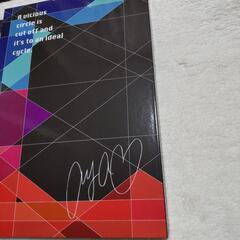 A vicious
circle is
cut off and
it's to an ideal
cycle.